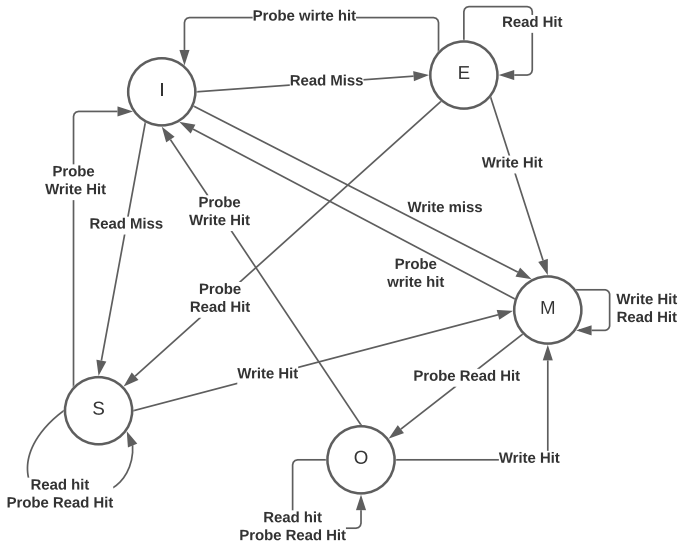 Probe wirte hit
Read Hit
I
Read Miss
E
Probe
Write Hit
Read Miss
Probe
Write Hit
Write Hit
Write miss
Probe
write hit
Probe
Read Hit
M
Write Hit
Read Hit
Write Hit
Probe Read Hit
S
O
Write Hit
Read hit
Probe Read Hit
Read hit
Probe Read Hit